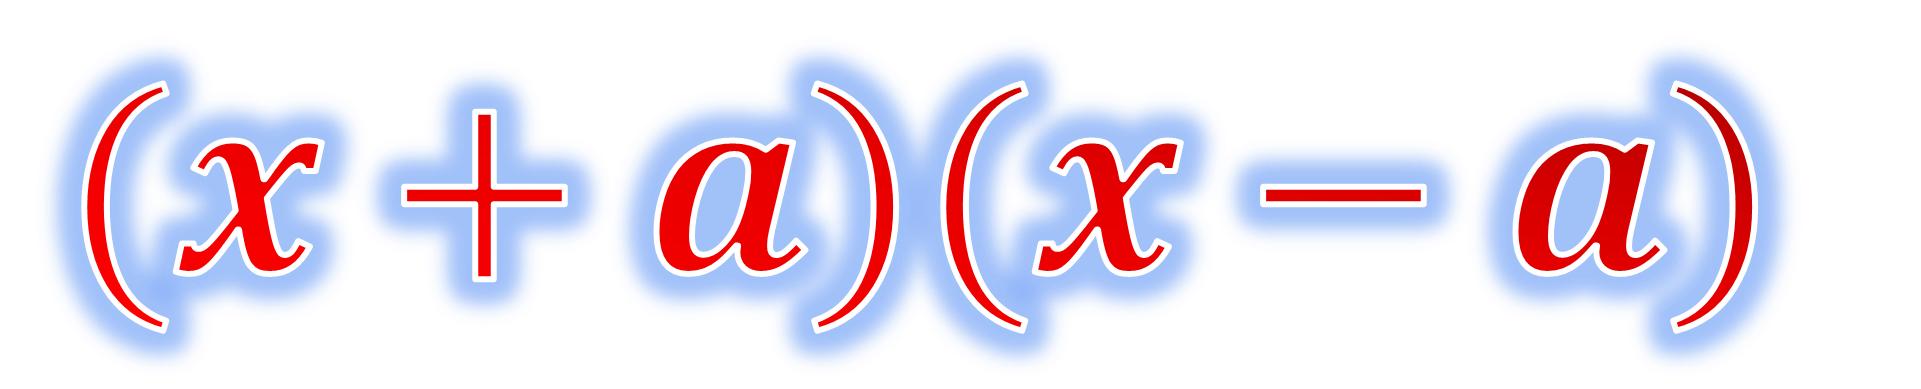 (x + a)(x − a)